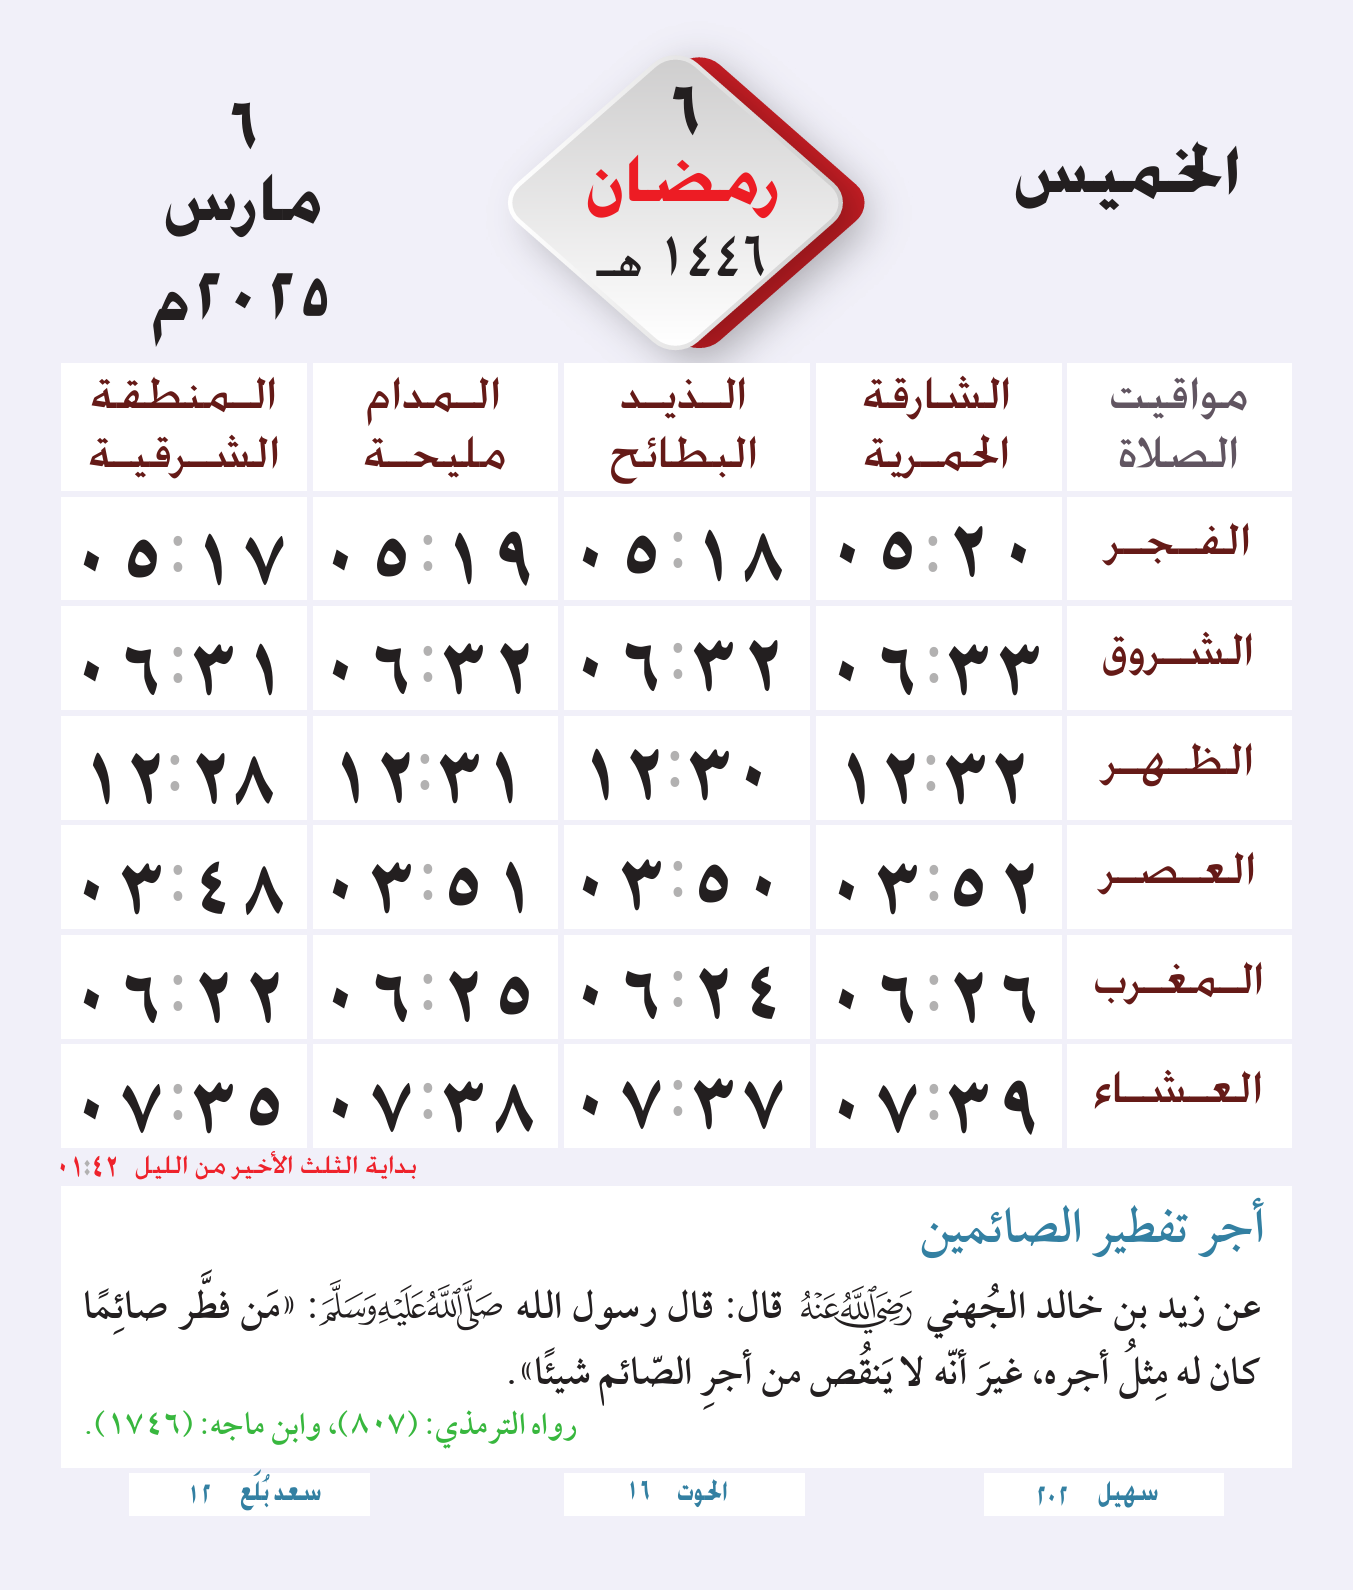 الخميس
٦
رمضان
١٤٤٦ هـ
٦
مارس
٢٠٢٥م
مواقيت الصلاة
الشارقة الحمرية
الذيد البطائح
المدام مليحة
المنطقة الشرقية
الفجر ٠٥:٢٠ ٠٥:١٨ ٠٥:١٩ ٠٥:١٧
الشروق ٠٦:٣٣ ٠٦:٣٢ ٠٦:٣٢ ٠٦:٣١
الظهر ١٢:٣٢ ١٢:٣٠ ١٢:٣١ ١٢:٢٨
العصر ٠٣:٥٢ ٠٣:٥٠ ٠٣:٥١ ٠٣:٤٨
المغرب ٠٦:٢٦ ٠٦:٢٤ ٠٦:٢٥ ٠٦:٢٢
العشاء ٠٧:٣٩ ٠٧:٣٧ ٠٧:٣٨ ٠٧:٣٥
بداية الثلث الأخير من الليل ٠١:٤٢
أجر تفطير الصائمين
عن زيد بن خالد الجُهني رَضِيَ اللَّهُ عَنْهُ قال: قال رسول الله صَلَّى اللَّهُ عَلَيْهِ وَسَلَّمَ: «مَن فطَّر صائِمًا
كان له مِثلُ أجره، غيرَ أنّه لا يَنقُص من أجرِ الصّائم شيئًا».
رواه الترمذي: (٨٠٧)، وابن ماجه: (١٧٤٦).
سهيل ٢٠٢
الحوت ١٦
سعد بُلَع ١٢